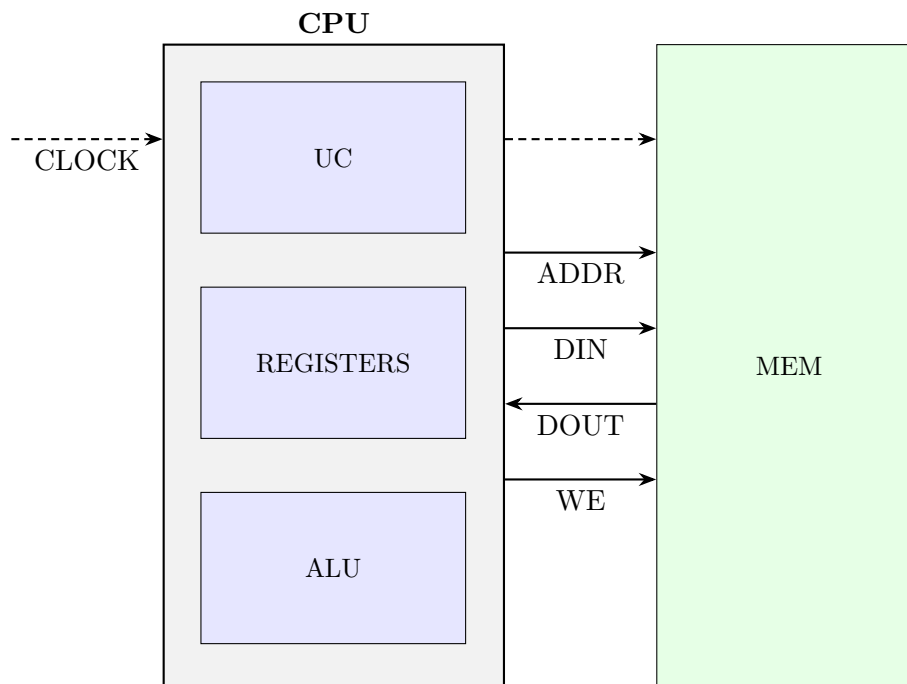 CPU
UC
CLOCK
ADDR
DIN
REGISTERS
MEM
DOUT
WE
ALU